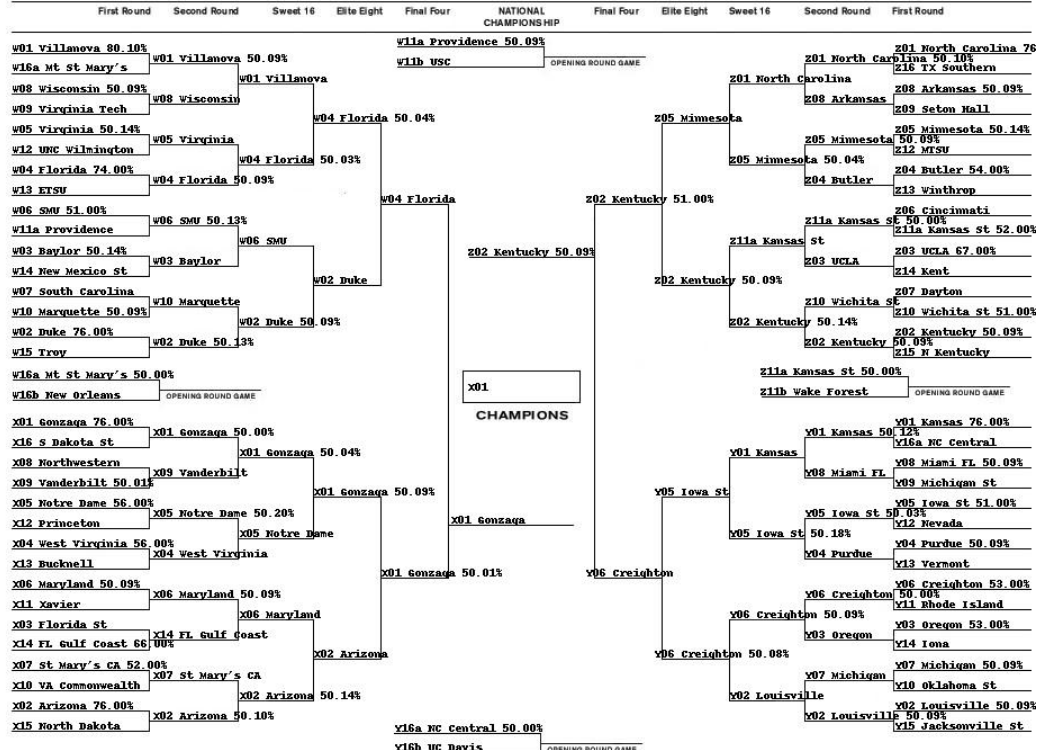 First Round Second Round Sweet 16 Elite Eight Final Four NATIONAL CHAMPIONSHIP Final Four Elite Eight Sweet 16 Second Round First Round
W01 Villanova 80.10%
W16a Mt St Mary's
W08 Wisconsin 50.09%
W09 Virginia Tech
W05 Virginia 50.14%
W12 UNC Wilmington
W04 Florida 74.00%
W13 ETSU
W06 SMU 51.00%
W11a Providence
W03 Baylor 50.14%
W14 New Mexico St
W07 South Carolina
W10 Marquette 50.09%
W02 Duke 76.00%
W15 Troy
W01 Villanova 50.09%
W08 Wisconsin
W05 Virginia
W04 Florida 50.09%
W06 SMU 50.13%
W03 Baylor
W10 Marquette
W02 Duke 50.13%
W01 Villanova
W04 Florida 50.03%
W06 SMU
W02 Duke 50.09%
W04 Florida 50.04%
W02 Duke
W04 Florida
W16a Mt St Mary's 50.00%
W16b New Orleans
OPENING ROUND GAME
X01 Gonzaga 76.00%
X16 S Dakota St
X08 Northwestern
X09 Vanderbilt 50.01%
X05 Notre Dame 56.00%
X12 Princeton
X04 West Virginia 56.00%
X13 Bucknell
X06 Maryland 50.09%
X11 Xavier
X03 Florida St
X14 FL Gulf Coast 66.00%
X07 St Mary's CA 52.00%
X10 VA Commonwealth
X02 Arizona 76.00%
X15 North Dakota
X01 Gonzaga 50.00%
X09 Vanderbilt
X05 Notre Dame 50.20%
X04 West Virginia
X06 Maryland 50.09%
X14 FL Gulf Coast
X07 St Mary's CA
X02 Arizona 50.10%
X01 Gonzaga 50.04%
X05 Notre Dame
X06 Maryland
X02 Arizona 50.14%
X01 Gonzaga 50.09%
X02 Arizona
X01 Gonzaga 50.01%
X01 Gonzaga
W11a Providence 50.09%
W11b USC
OPENING ROUND GAME
Z02 Kentucky 50.09%
X01
CHAMPIONS
Y16a NC Central 50.00%
Y16b UC Davis
OPENING ROUND GAME
Z02 Kentucky 51.00%
Z05 Minnesota
Z02 Kentucky 50.09%
Z01 North Carolina
Z05 Minnesota 50.04%
Z11a Kansas St
Z02 Kentucky 50.14%
Z01 North Carolina 50.10%
Z08 Arkansas
Z05 Minnesota 50.09%
Z04 Butler
Z11a Kansas St 50.00%
Z03 UCLA
Z10 Wichita St
Z02 Kentucky 50.09%
Z01 North Carolina 76
Z16 TX Southern
Z08 Arkansas 50.09%
Z09 Seton Hall
Z05 Minnesota 50.14%
Z12 MTSU
Z04 Butler 54.00%
Z13 Winthrop
Z06 Cincinnati
Z11a Kansas St 52.00%
Z03 UCLA 67.00%
Z14 Kent
Z07 Dayton
Z10 Wichita St 51.00%
Z02 Kentucky 50.09%
Z15 N Kentucky
Z11a Kansas St 50.00%
Z11b Wake Forest
OPENING ROUND GAME
Y06 Creighton
Y05 Iowa St
Y06 Creighton 50.08%
Y01 Kansas
Y05 Iowa St 50.18%
Y06 Creighton 50.09%
Y02 Louisville
Y01 Kansas 50.12%
Y08 Miami FL
Y05 Iowa St 50.03%
Y04 Purdue
Y06 Creighton 50.00%
Y03 Oregon
Y07 Michigan
Y02 Louisville 50.09%
Y01 Kansas 76.00%
Y16a NC Central
Y08 Miami FL 50.09%
Y09 Michigan St
Y05 Iowa St 51.00%
Y12 Nevada
Y04 Purdue 50.09%
Y13 Vermont
Y06 Creighton 53.00%
Y11 Rhode Island
Y03 Oregon 53.00%
Y14 Iona
Y07 Michigan 50.09%
Y10 Oklahoma St
Y02 Louisville 50.09%
Y15 Jacksonville St